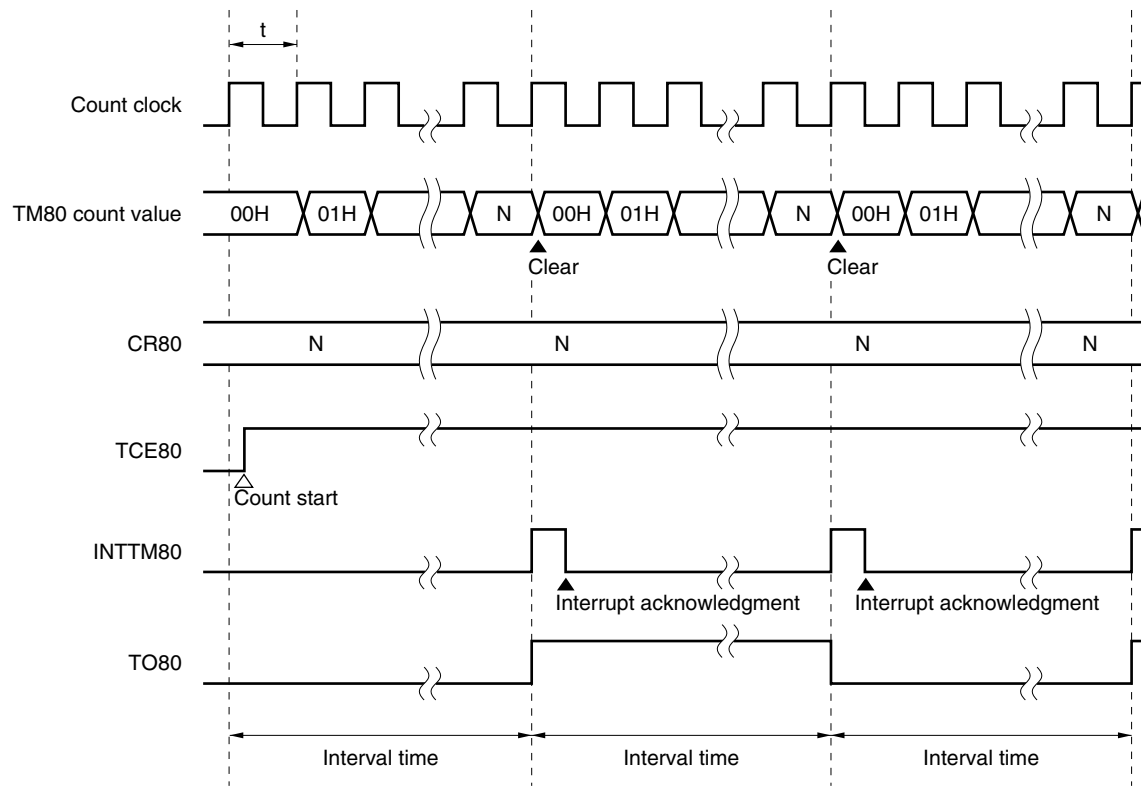 t
Count clock
TM80 count value 00H 01H N 00H 01H N 00H 01H N
Clear Clear
CR80 N N N N
TCE80
Count start
INTTM80
Interrupt acknowledgment Interrupt acknowledgment
TO80
Interval time Interval time Interval time